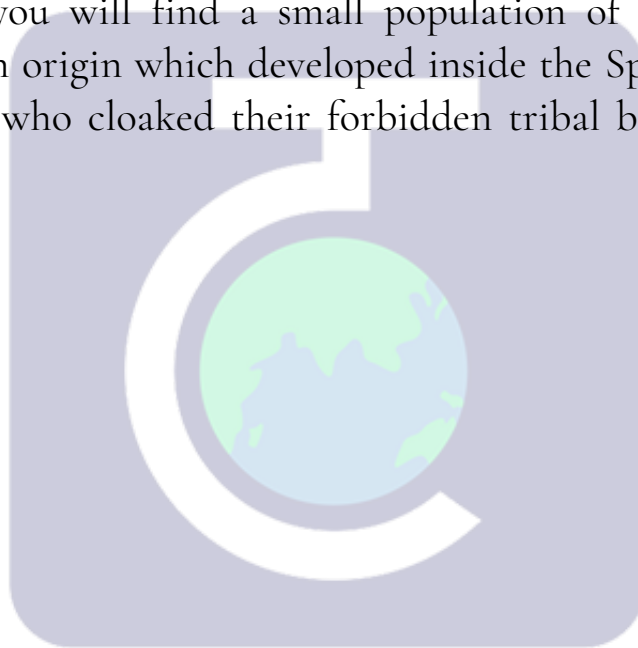 you will find a small population of
origin which developed inside the
who cloaked their forbidden tribal